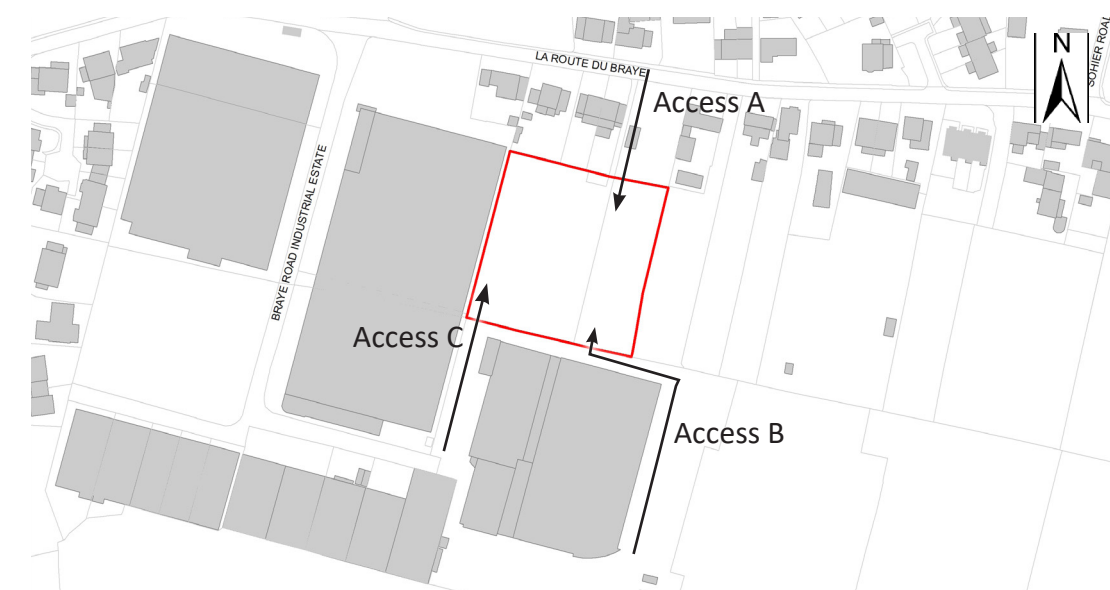 LA ROUTE DU BRAYE
SOHIER ROAD
N
Access A
BRAYE ROAD INDUSTRIAL ESTATE
Access C
Access B